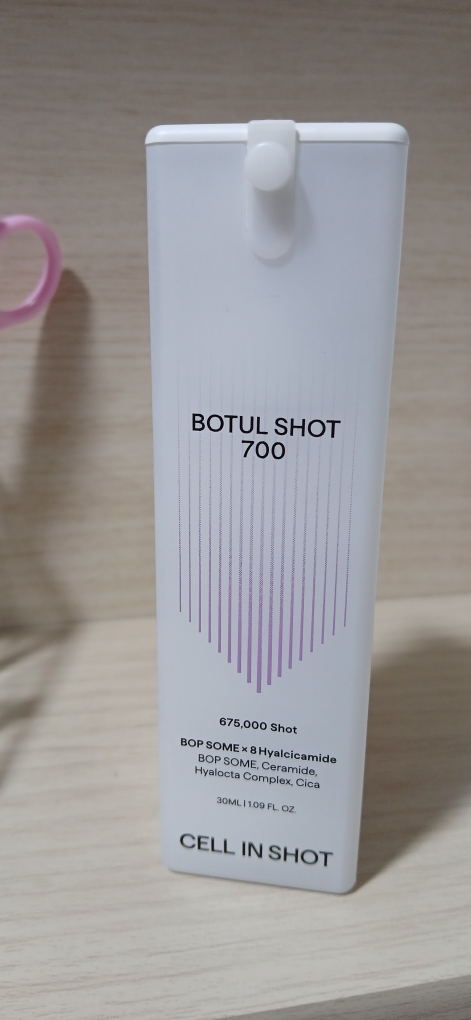 BOTUL SHOT
700
675,000 Shot
BOP SOME × 8 Hyalcicamide
BOP SOME, Ceramide,
Hyalocta Complex, Cica
30ML | 1.09 FL. OZ.
CELL IN SHOT